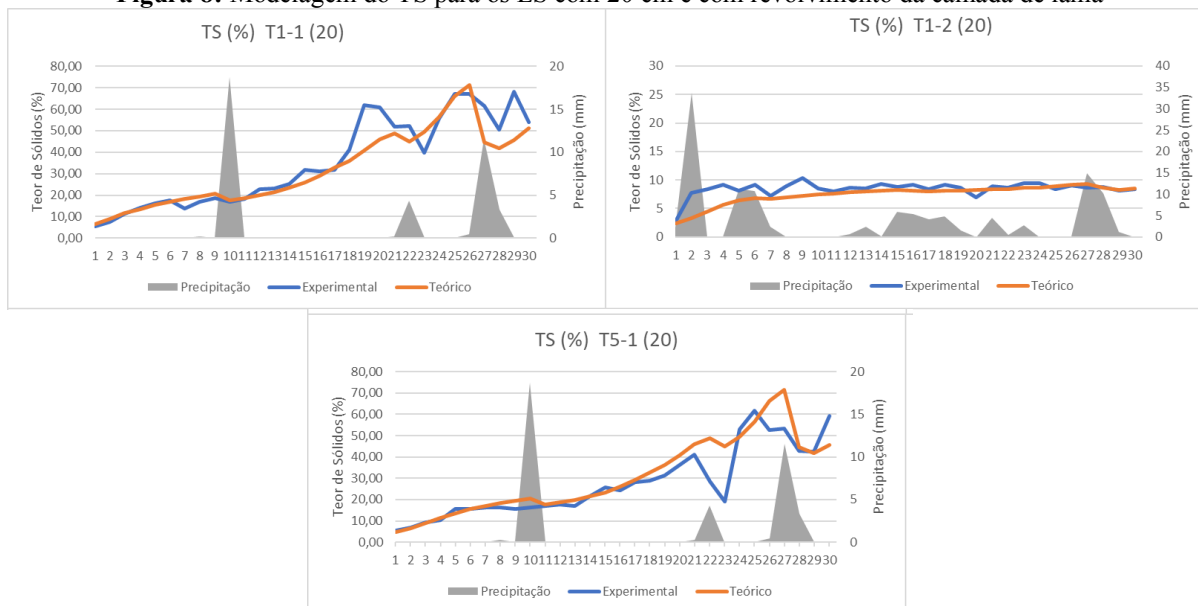 Figura 8: Modelagem do TS para os LS com 20 cm e com revolvimento da camada de lama
TS (%) T1-1 (20)
Teor de Sólidos (%)
80,00
70,00
60,00
50,00
40,00
30,00
20,00
10,00
0,00
20
15
10
5
0
Precipitação (mm)
1 2 3 4 5 6 7 8 9 10 11 12 13 14 15 16 17 18 19 20 21 22 23 24 25 26 27 28 29 30
Precipitação Experimental Teórico
TS (%) T1-2 (20)
Teor de Sólidos (%)
30
25
20
15
10
5
0
40
35
30
25
20
15
10
5
0
Precipitação (mm)
1 2 3 4 5 6 7 8 9 10 11 12 13 14 15 16 17 18 19 20 21 22 23 24 25 26 27 28 29 30
Precipitação Experimental Teórico
TS (%) T5-1 (20)
Teor de Sólidos (%)
80,00
70,00
60,00
50,00
40,00
30,00
20,00
10,00
0,00
20
15
10
5
0
Precipitação (mm)
1 2 3 4 5 6 7 8 9 10 11 12 13 14 15 16 17 18 19 20 21 22 23 24 25 26 27 28 29 30
Precipitação Experimental Teórico